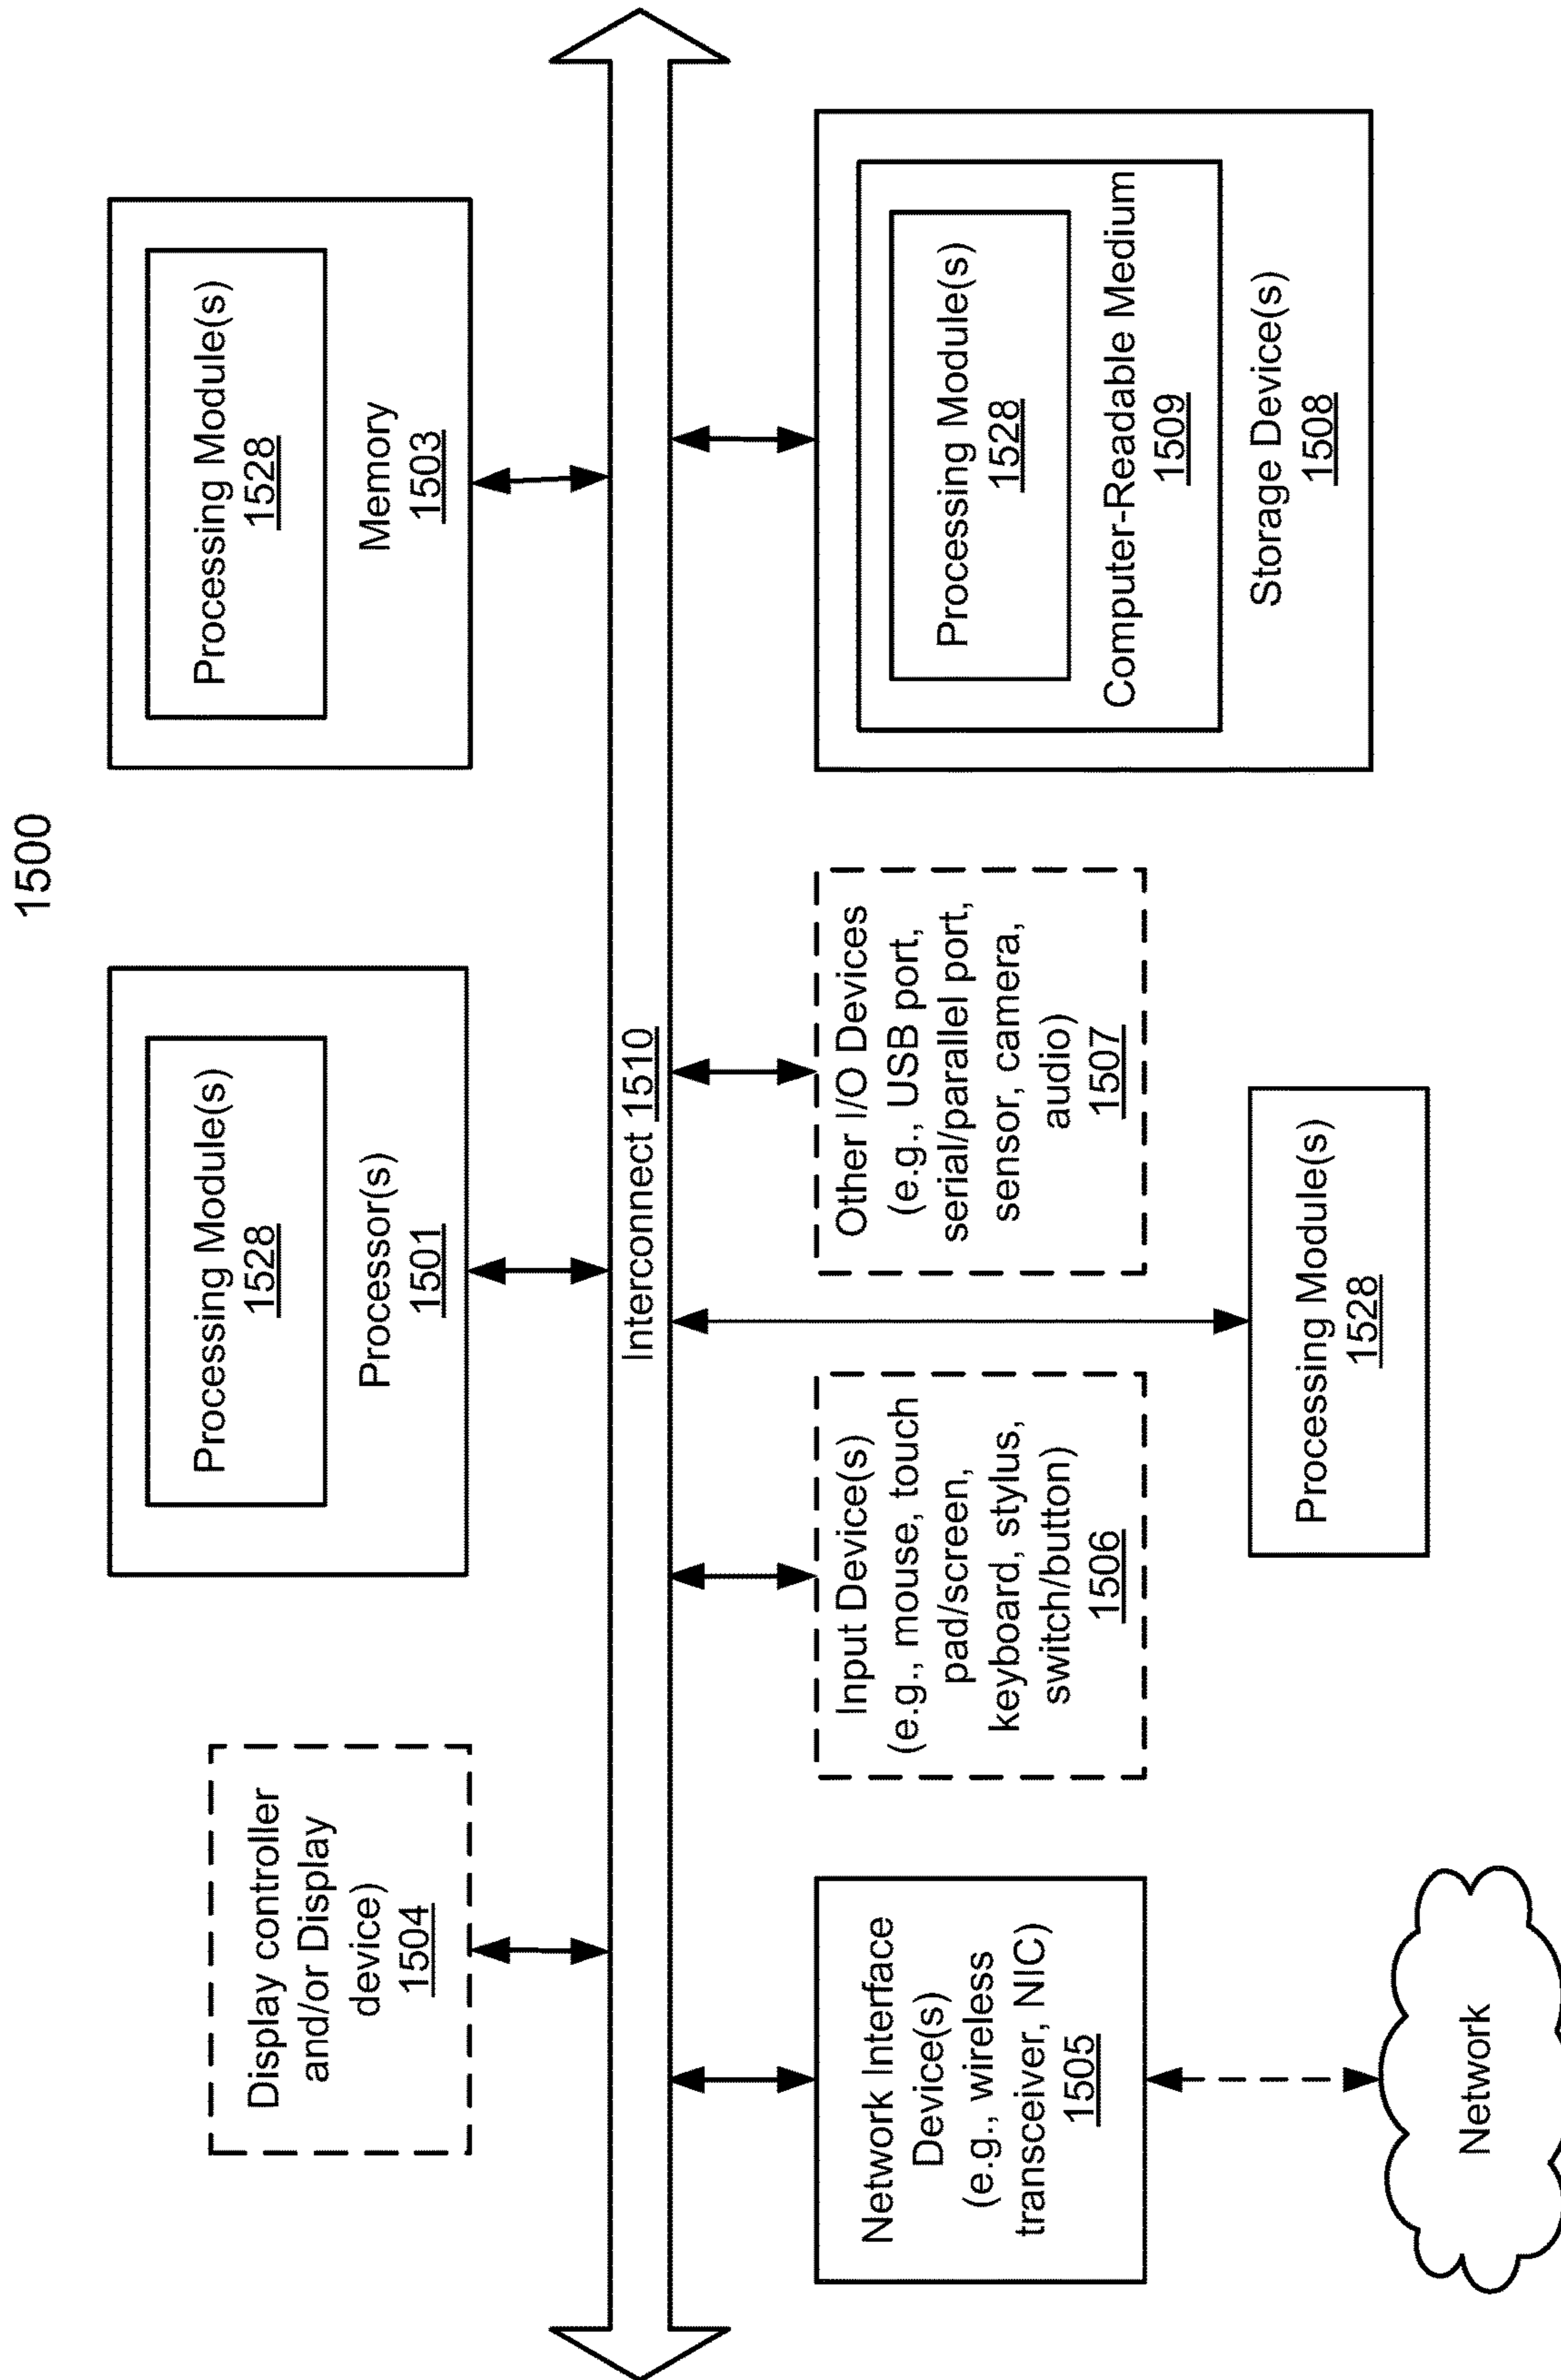 1500
Display controller
and/or Display
device)
1504
Processing Module(s)
1528
Processor(s)
1501
Processing Module(s)
1528
Memory
1503
Interconnect 1510
Network Interface
Device(s)
(e.g., wireless
transceiver, NIC)
1505
Input Device(s)
(e.g., mouse, touch
pad/screen,
keyboard, stylus,
switch/button)
1506
Other I/O Devices
(e.g., USB port,
serial/parallel port,
sensor, camera,
audio)
1507
Processing Module(s)
1528
Computer-Readable Medium
1509
Storage Device(s)
1508
Processing Module(s)
1528
Network